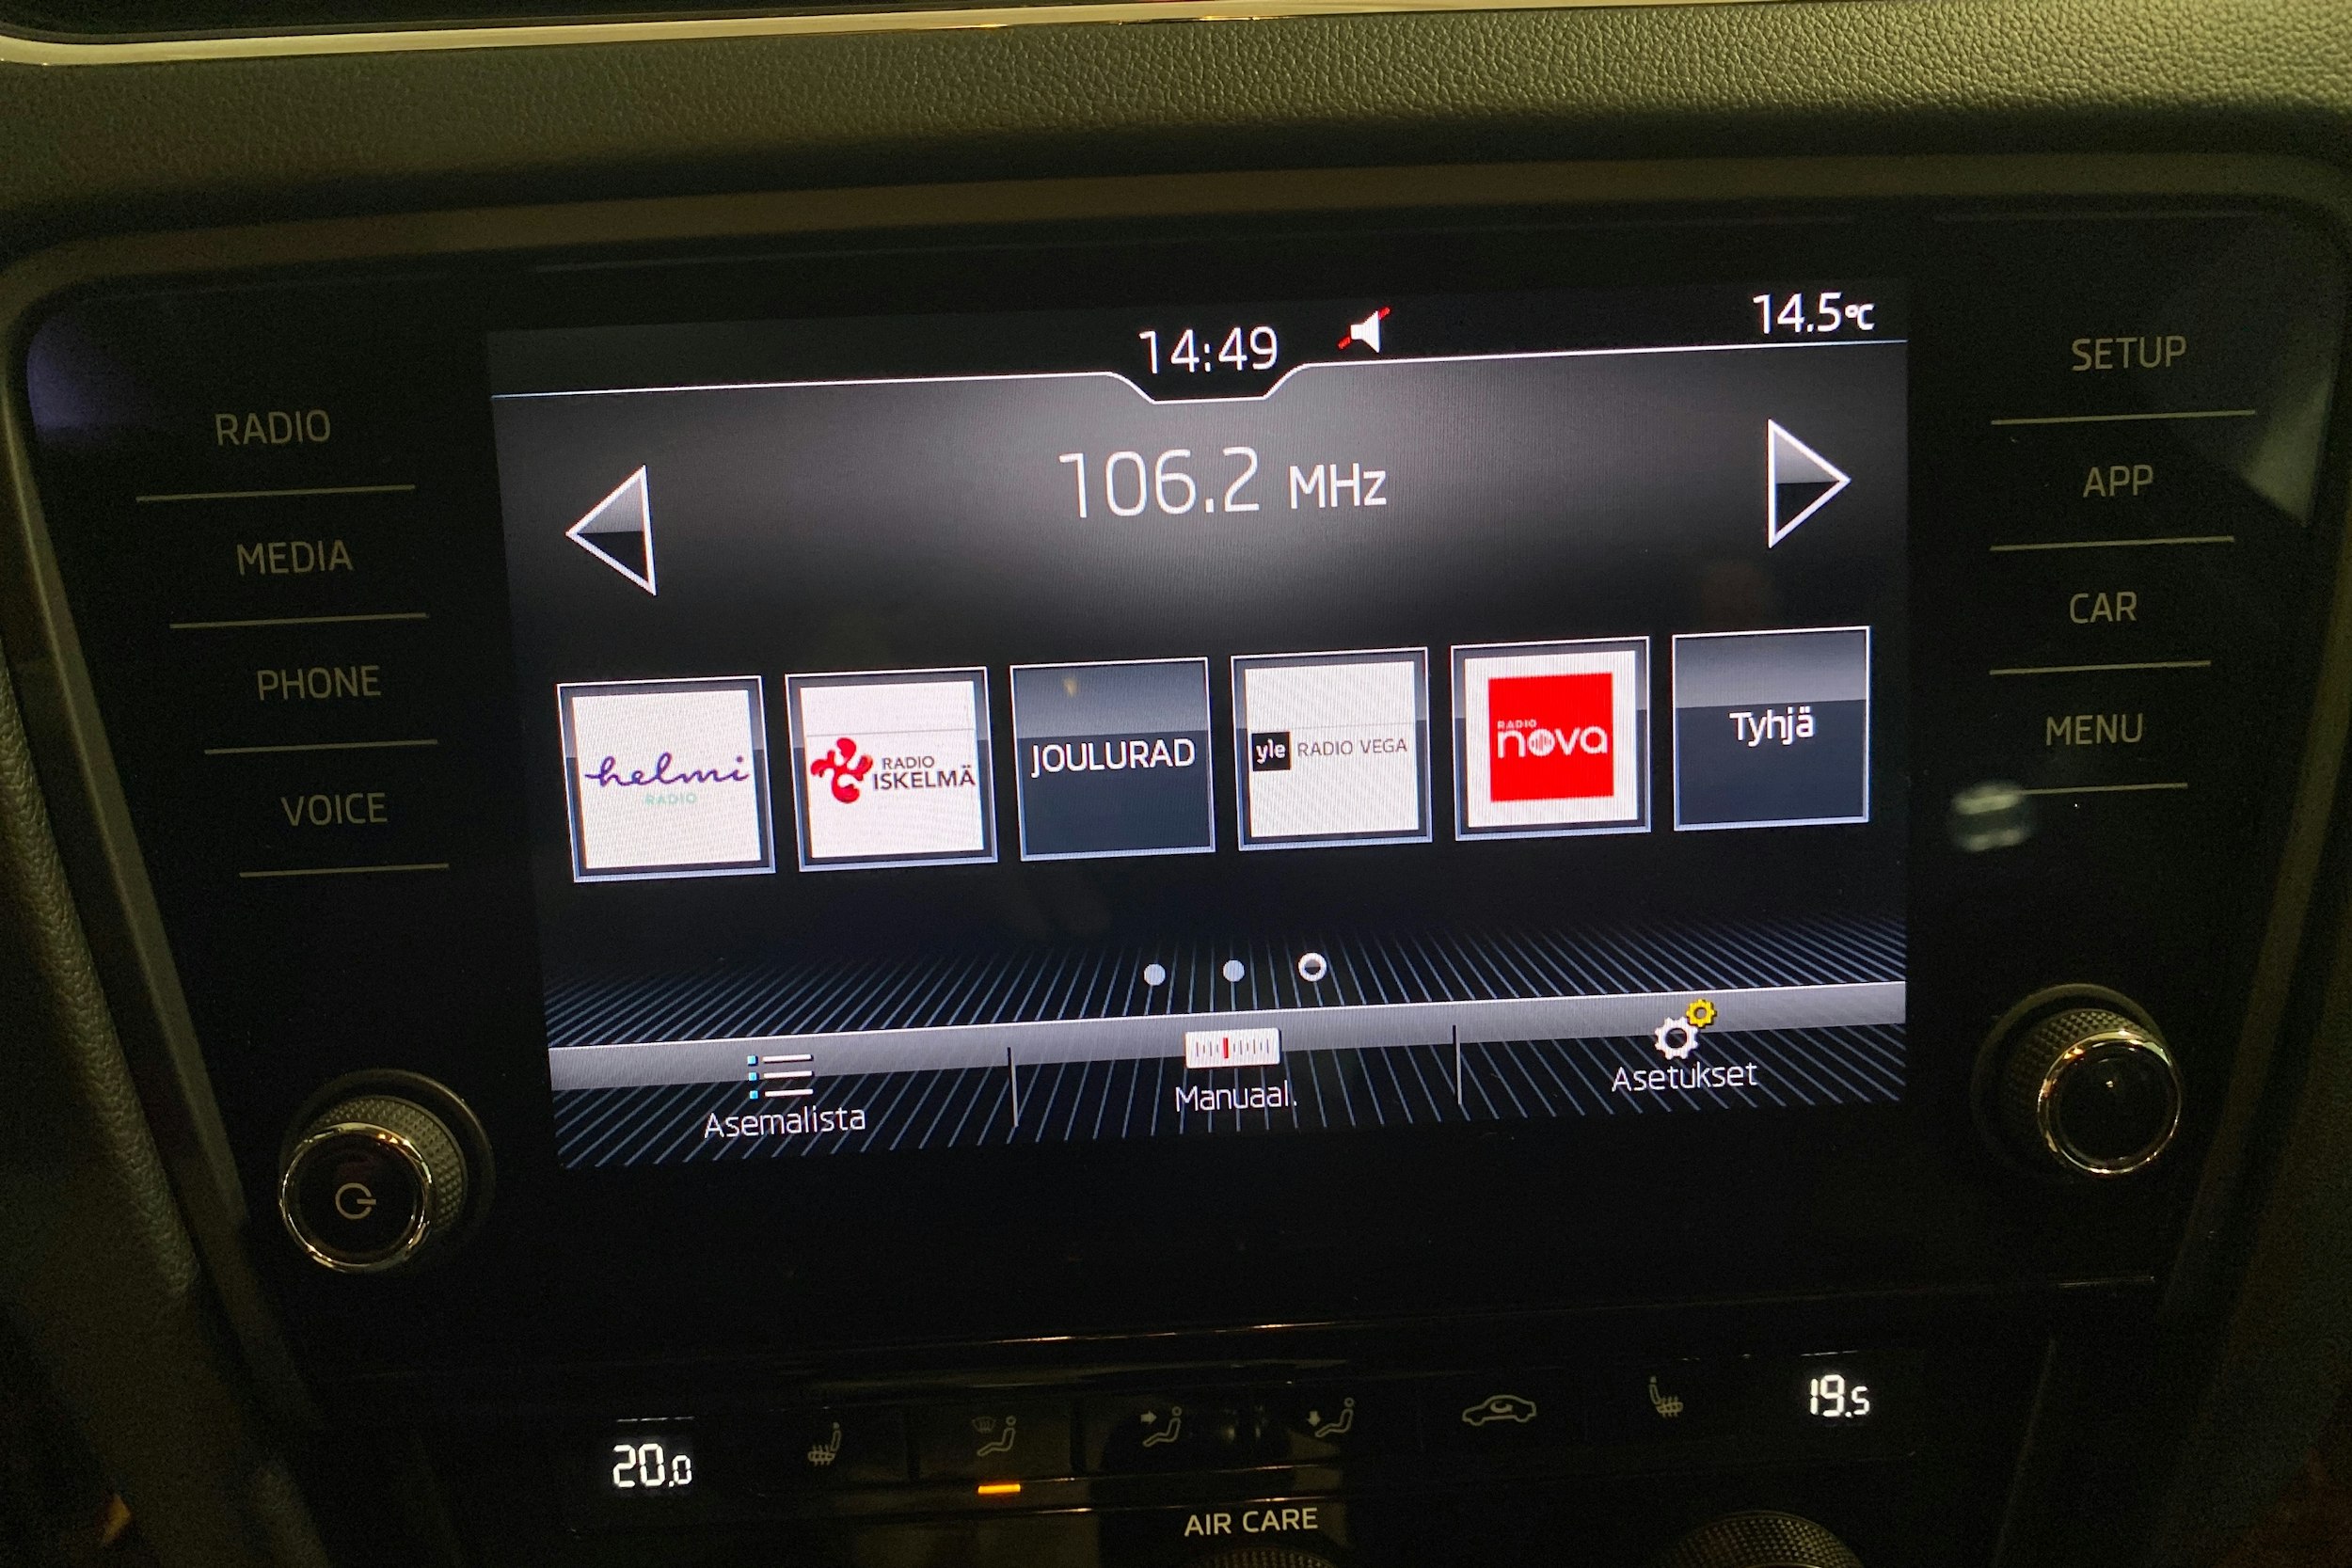 14:49
14.5°C
RADIO
MEDIA
PHONE
VOICE
106.2 MHz
helmi
RADIO
RADIO
ISKELMÄ
JOULURAD
yle RADIO VEGA
RADIO
nova
Tyhjä
Asemalista
Manuaal.
Asetukset
SETUP
APP
CAR
MENU
20.0
19.5
AIR CARE